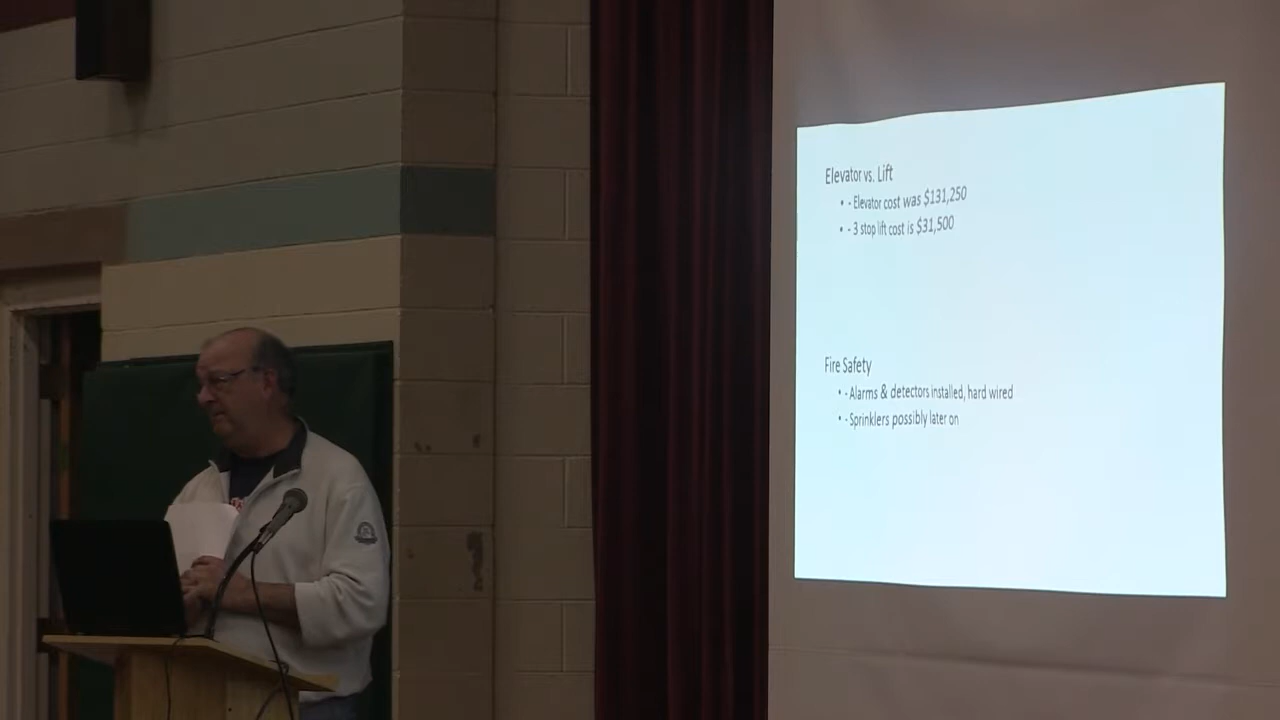 Elevator vs. Lift
• - Elevator cost was $131,250
• - 3 stop lift cost is $31,500
Fire Safety
• - Alarms & detectors installed, hard wired
• - Sprinklers possibly later on